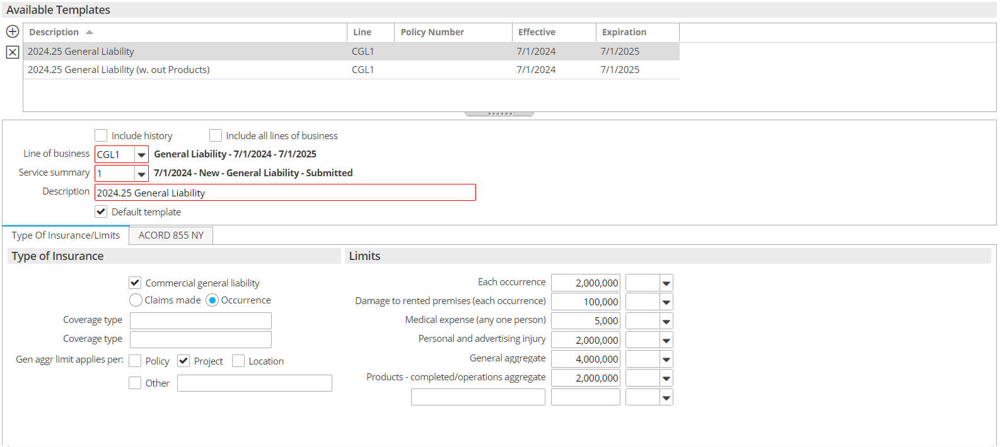 Available Templates
Description Line Policy Number Effective Expiration
2024.25 General Liability CGL1 7/1/2024 7/1/2025
2024.25 General Liability (w. out Products) CGL1 7/1/2024 7/1/2025
Include history Include all lines of business
Line of business CGL1 General Liability - 7/1/2024 - 7/1/2025
Service summary 1 7/1/2024 - New - General Liability - Submitted
Description 2024.25 General Liability
Default template
Type Of Insurance/Limits ACORD 855 NY
Type of Insurance
Commercial general liability
Claims made Occurrence
Coverage type
Coverage type
Gen aggr limit applies per: Policy Project Location
Other
Limits
Each occurrence 2,000,000
Damage to rented premises (each occurrence) 100,000
Medical expense (any one person) 5,000
Personal and advertising injury 2,000,000
General aggregate 4,000,000
Products - completed/operations aggregate 2,000,000